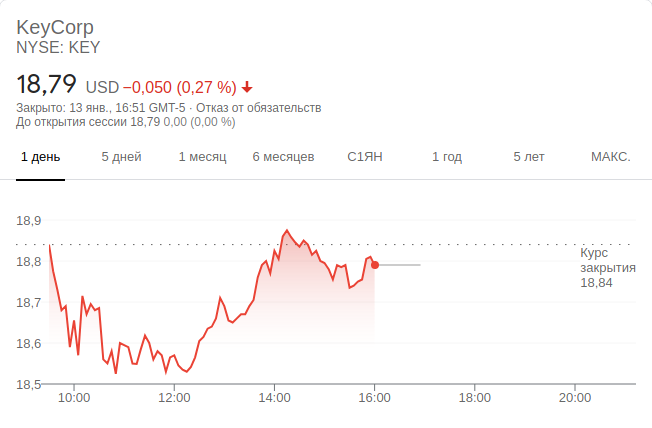 KeyCorp
NYSE: KEY
18,79 USD −0,050 (0,27 %)
Закрыто: 13 янв., 16:51 GMT-5 · Отказ от обязательств
До открытия сессии 18,79 0,00 (0,00 %)
1 день 5 дней 1 месяц 6 месяцев С1ЯН 1 год 5 лет МАКС.
18,9
18,8
18,7
18,6
18,5
Курс
закрытия
18,84
10:00 12:00 14:00 16:00 18:00 20:00